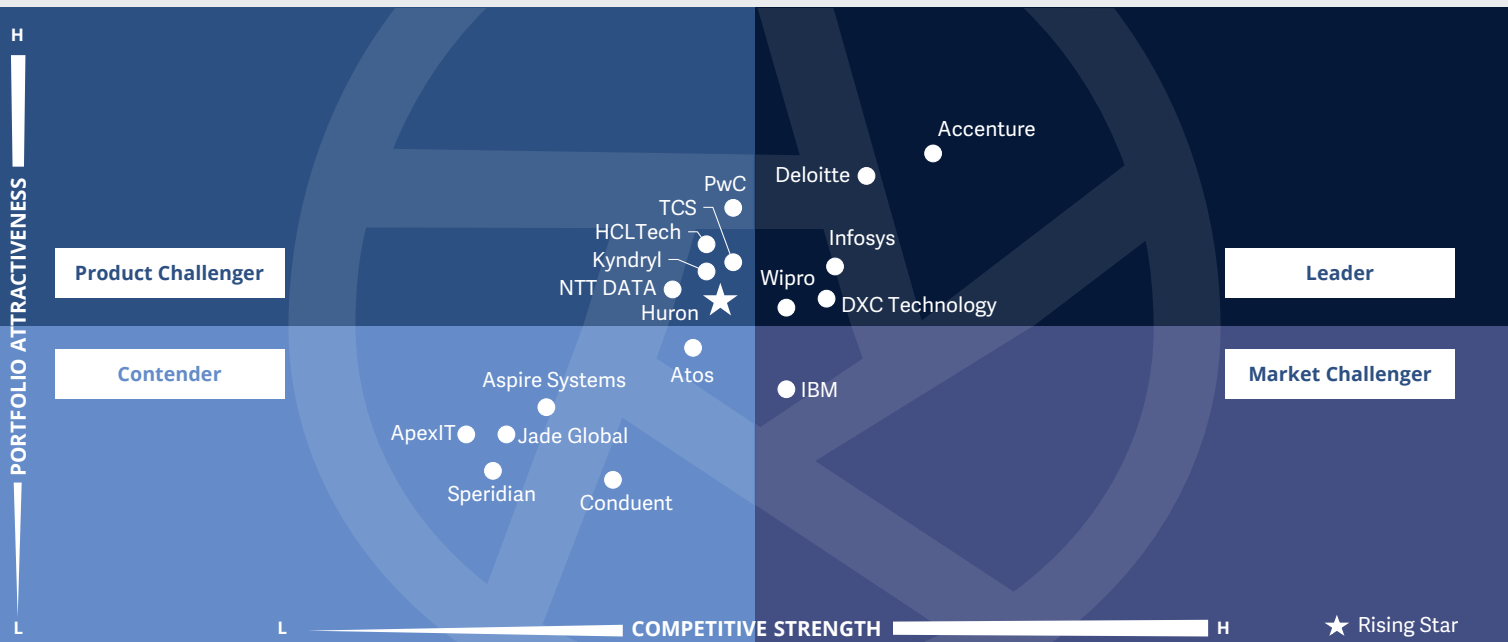 H
Accenture
Deloitte
PwC
TCS
HCLTech
Infosys
Kyndryl
Wipro
NTT DATA
Huron
DXC Technology
Product Challenger
Leader
PORTFOLIO ATTRACTIVENESS
Contender
Market Challenger
Atos
Aspire Systems
IBM
ApexIT
Jade Global
Speridian
Conduent
L
L
COMPETITIVE STRENGTH
H
Rising Star